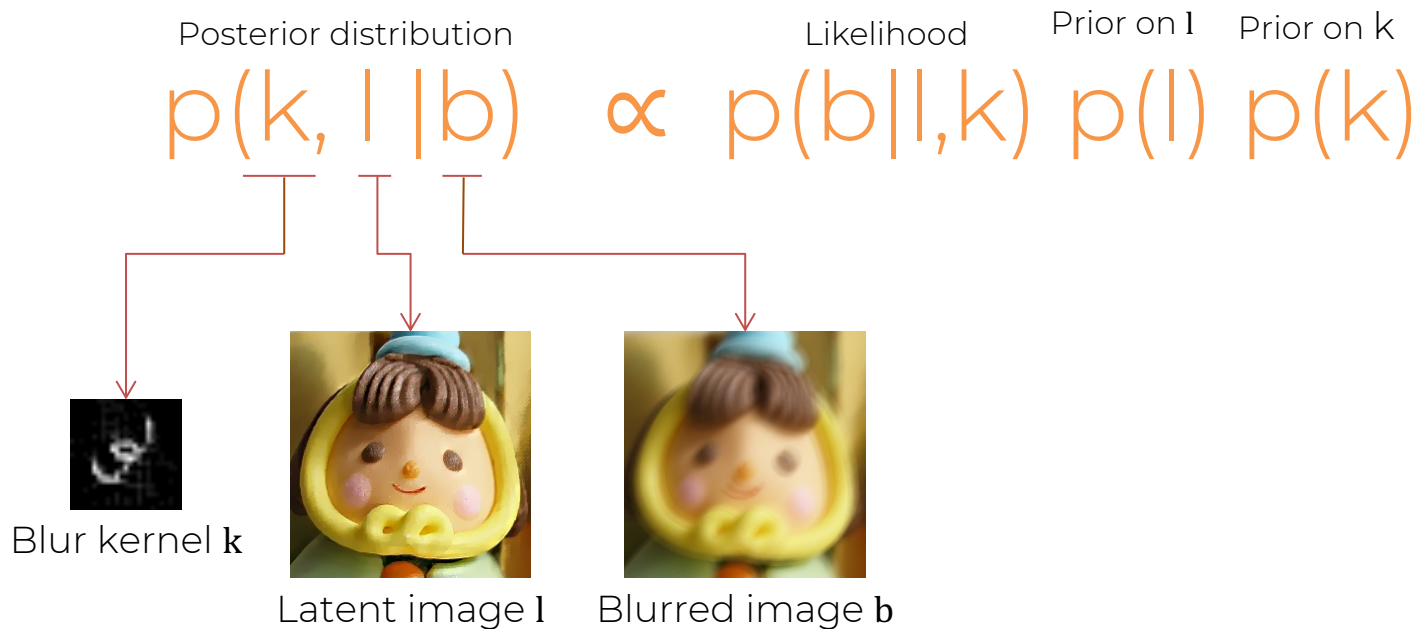 Posterior distribution Likelihood Prior on l Prior on k
p(k, l |b) ∝ p(b|l,k) p(l) p(k)
Blur kernel k
Latent image l Blurred image b